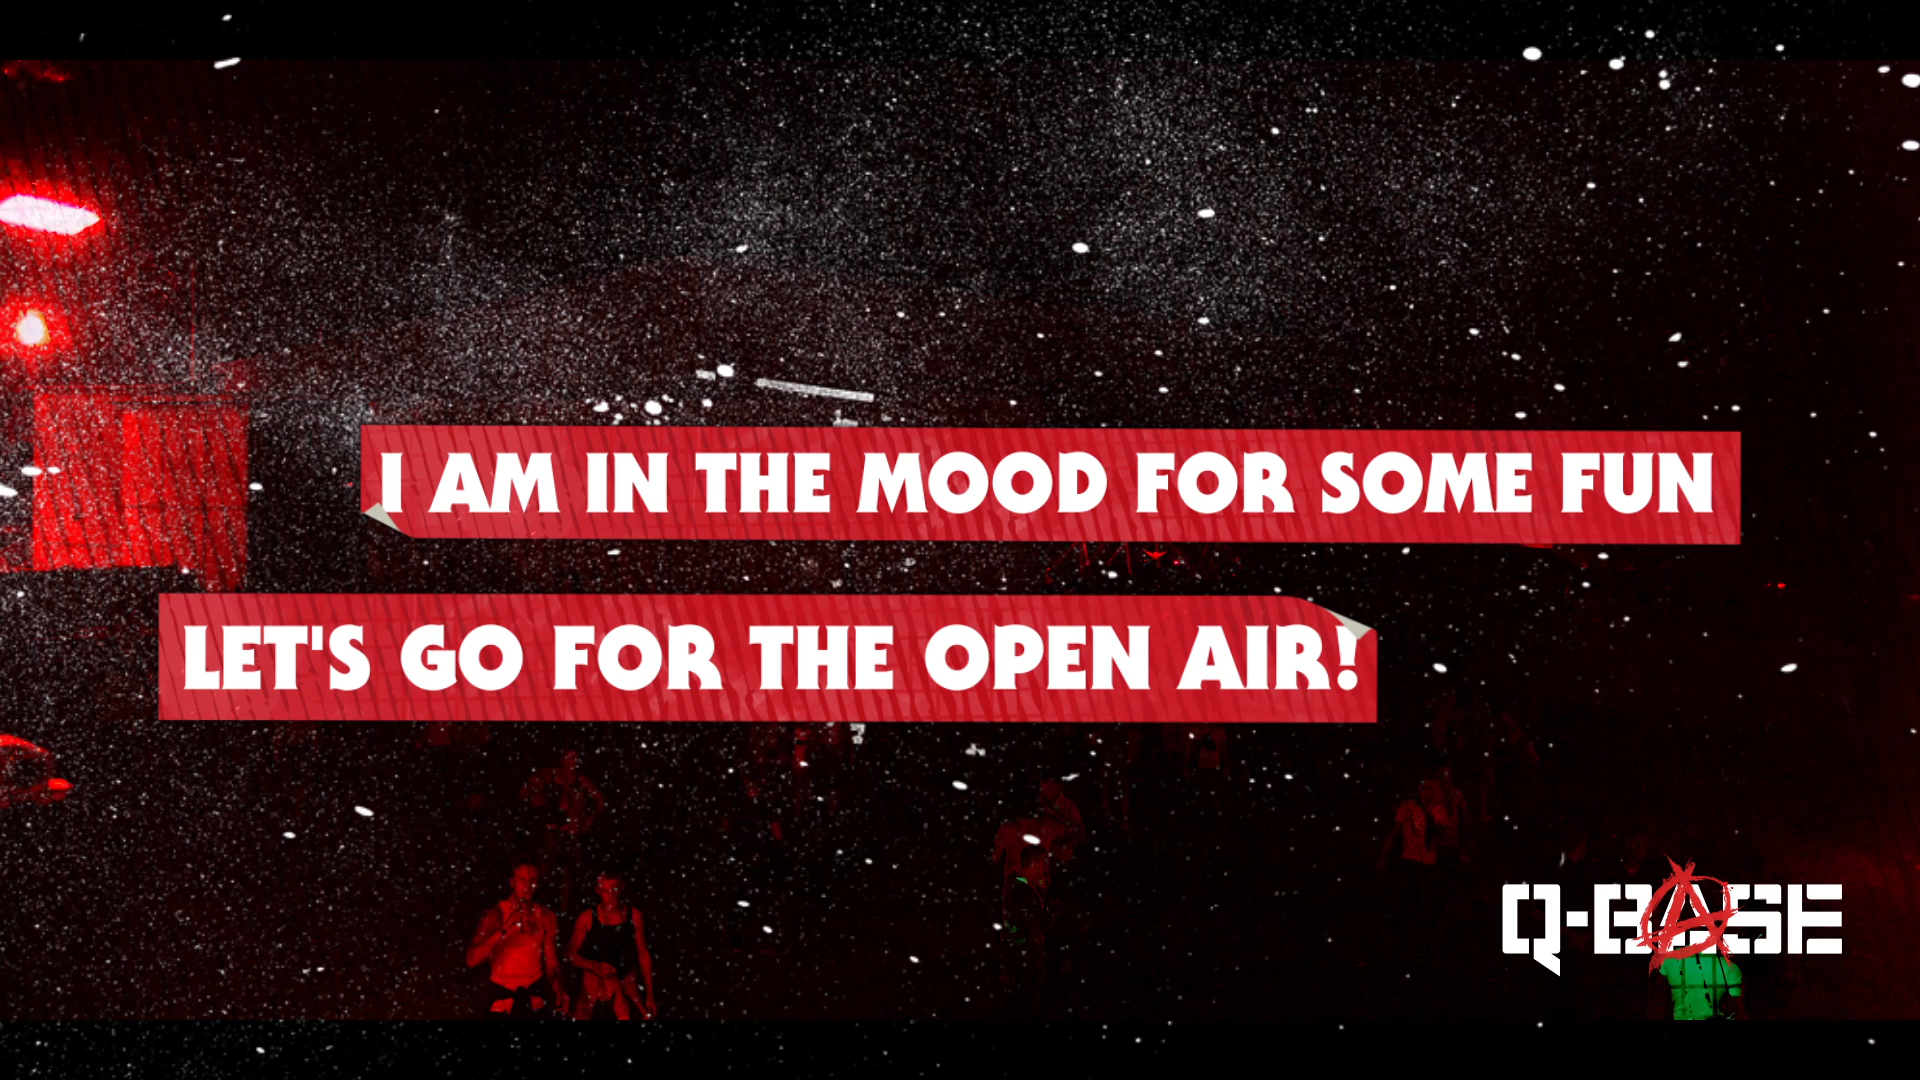 I AM IN THE MOOD FOR SOME FUN
LET'S GO FOR THE OPEN AIR!
Q-BASE